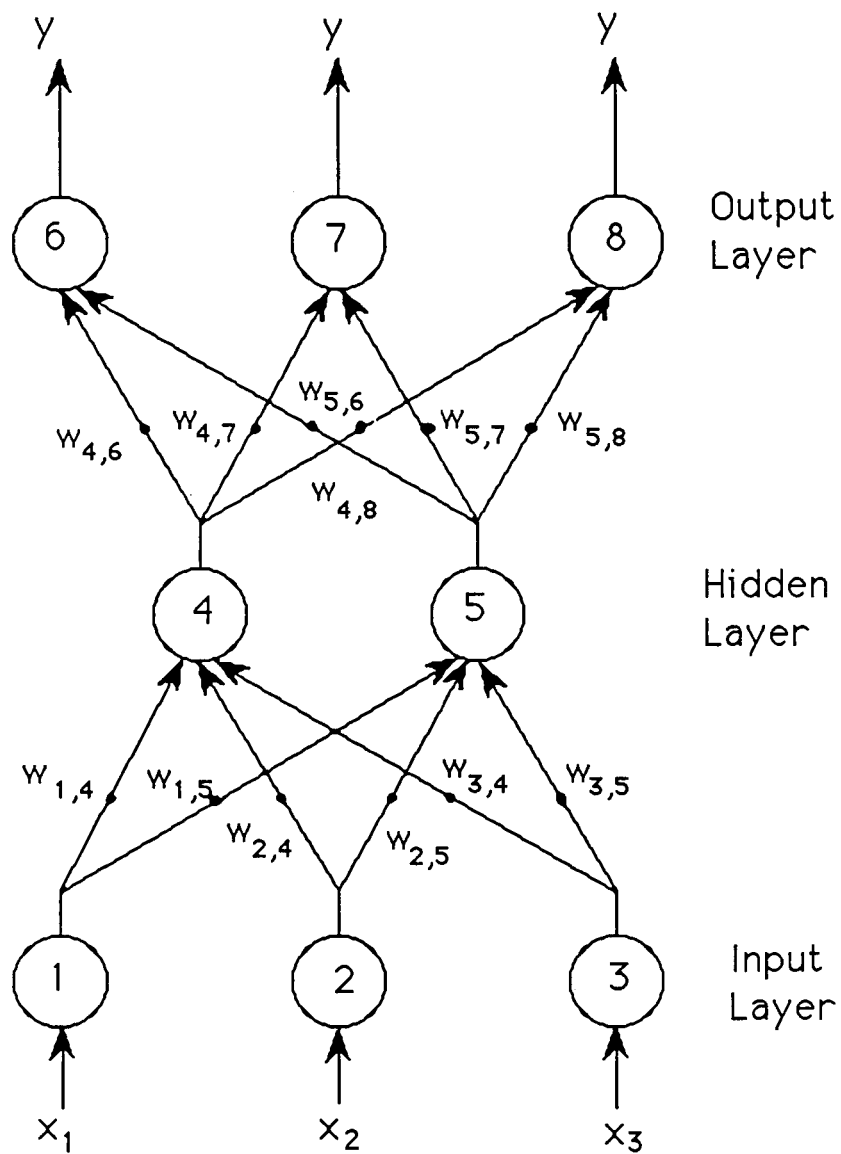 y y y
6 7 8 Output
Layer
w5,6
w4,6 w4,7 w5,7 w5,8
w4,8
4 5 Hidden
Layer
w1,4 w1,5 w3,4 w3,5
w2,4 w2,5
1 2 3 Input
Layer
x1 x2 x3